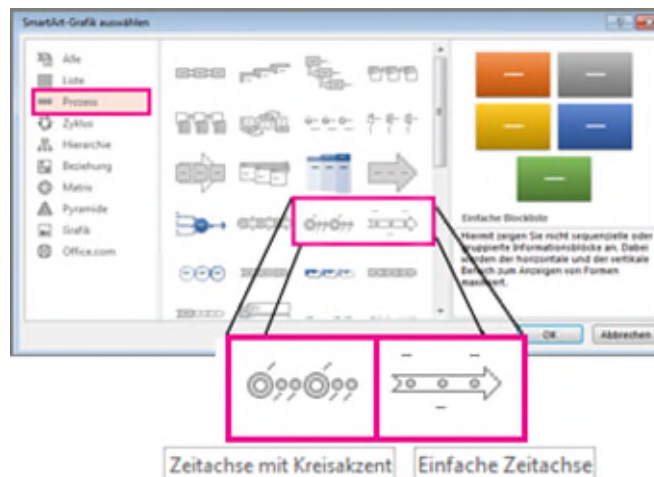 SmartArt-Grafik auswählen
Alle
Liste
Prozess
Zyklus
Hierarchie
Beziehung
Matrix
Pyramide
Grafik
Office.com
Einfache Blockliste
Hiermit zeigen Sie nicht sequenzielle oder
gruppierte Informationsblöcke an. Dabei
werden der horizontale und der vertikale
Bereich zum Anzeigen von Formen
maximiert.
OK
Abbrechen
Zeitachse mit Kreisakzent
Einfache Zeitachse